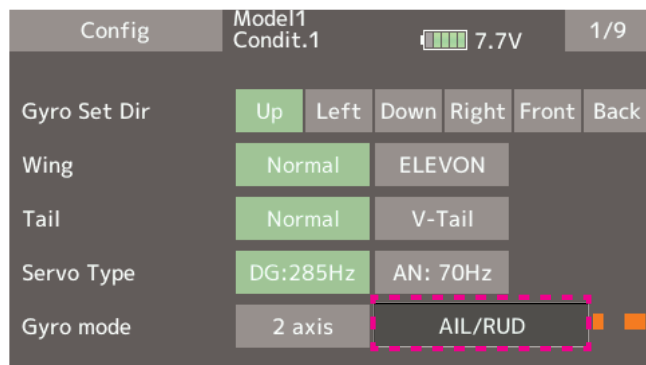 Config Model1 Condit.1 7.7V 1/9
Gyro Set Dir Up Left Down Right Front Back
Wing Normal ELEVON
Tail Normal V-Tail
Servo Type DG:285Hz AN: 70Hz
Gyro mode 2 axis AIL/RUD